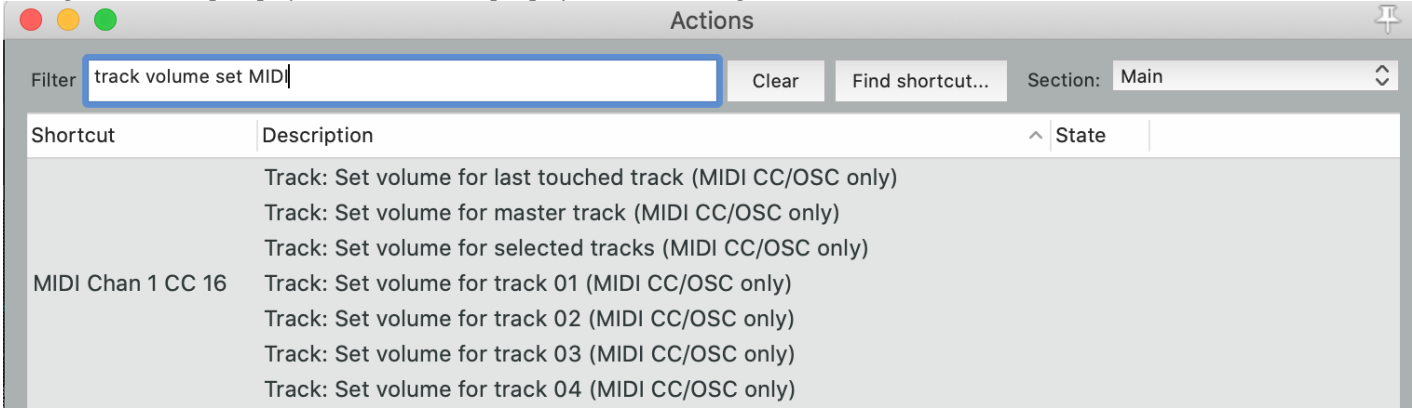 Actions
Filter track volume set MIDI Clear Find shortcut... Section: Main
Shortcut Description State
Track: Set volume for last touched track (MIDI CC/OSC only)
Track: Set volume for master track (MIDI CC/OSC only)
Track: Set volume for selected tracks (MIDI CC/OSC only)
MIDI Chan 1 CC 16 Track: Set volume for track 01 (MIDI CC/OSC only)
Track: Set volume for track 02 (MIDI CC/OSC only)
Track: Set volume for track 03 (MIDI CC/OSC only)
Track: Set volume for track 04 (MIDI CC/OSC only)